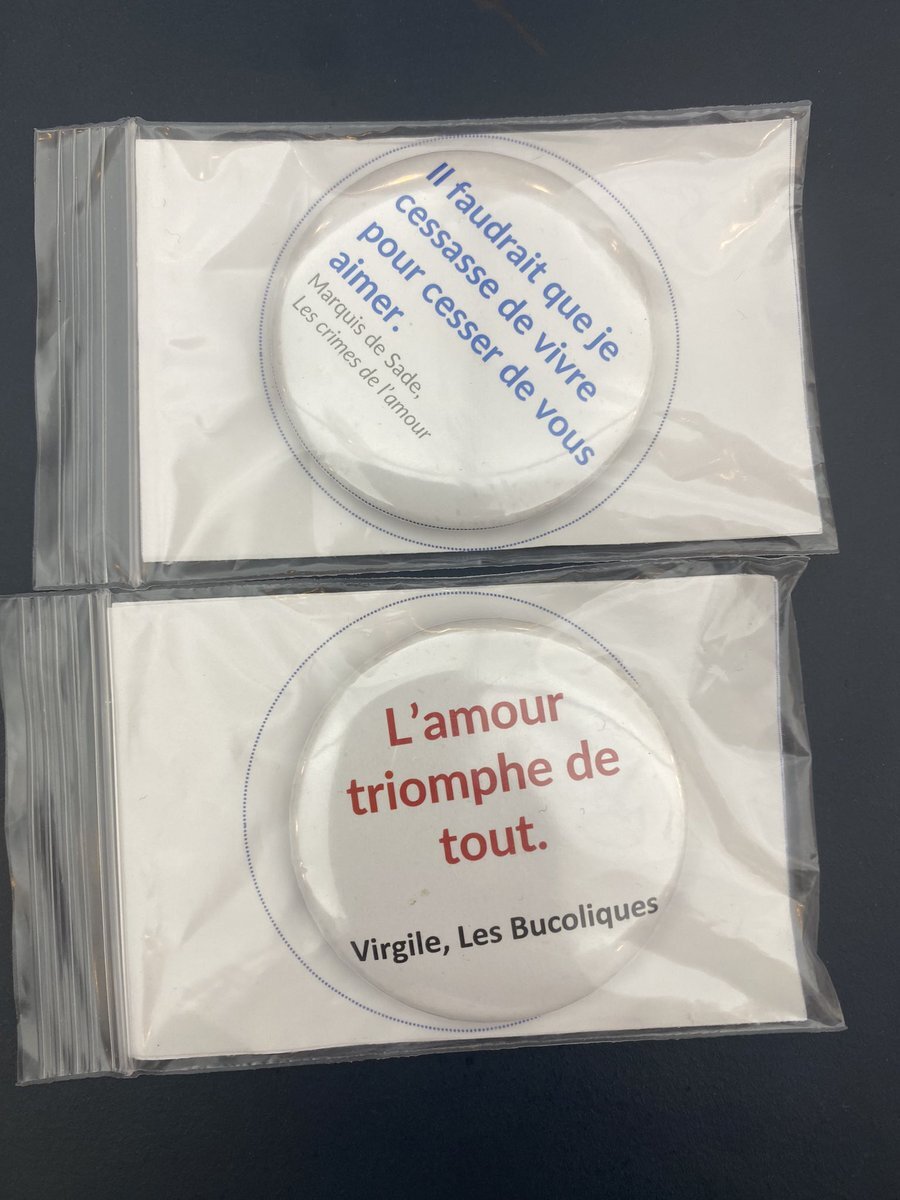 Il faudrait que je
cessasse de vivre
pour cesser de vous
aimer.
Marquis de Sade,
Les crimes de l'amour
L'amour
triomphe de
tout.
Virgile, Les Bucoliques